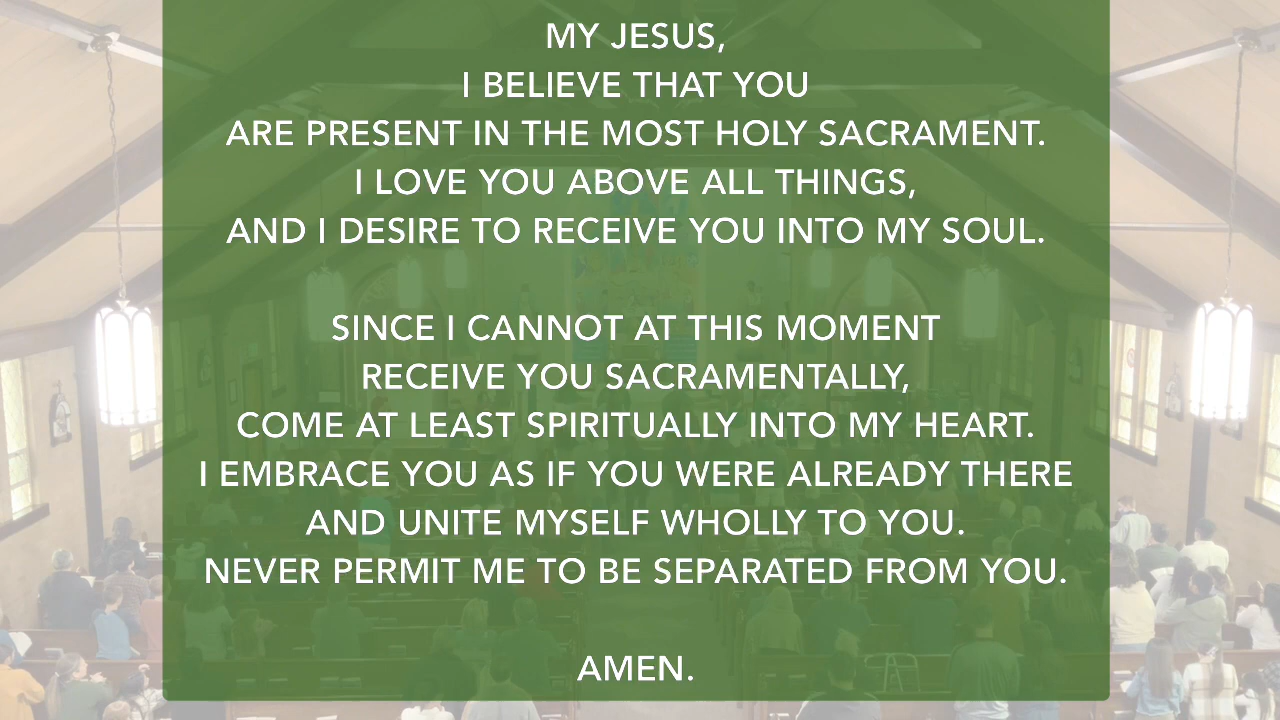 MY JESUS,
I BELIEVE THAT YOU
ARE PRESENT IN THE MOST HOLY SACRAMENT.
I LOVE YOU ABOVE ALL THINGS,
AND I DESIRE TO RECEIVE YOU INTO MY SOUL.
SINCE I CANNOT AT THIS MOMENT
RECEIVE YOU SACRAMENTALLY,
COME AT LEAST SPIRITUALLY INTO MY HEART.
I EMBRACE YOU AS IF YOU WERE ALREADY THERE
AND UNITE MYSELF WHOLLY TO YOU.
NEVER PERMIT ME TO BE SEPARATED FROM YOU.
AMEN.